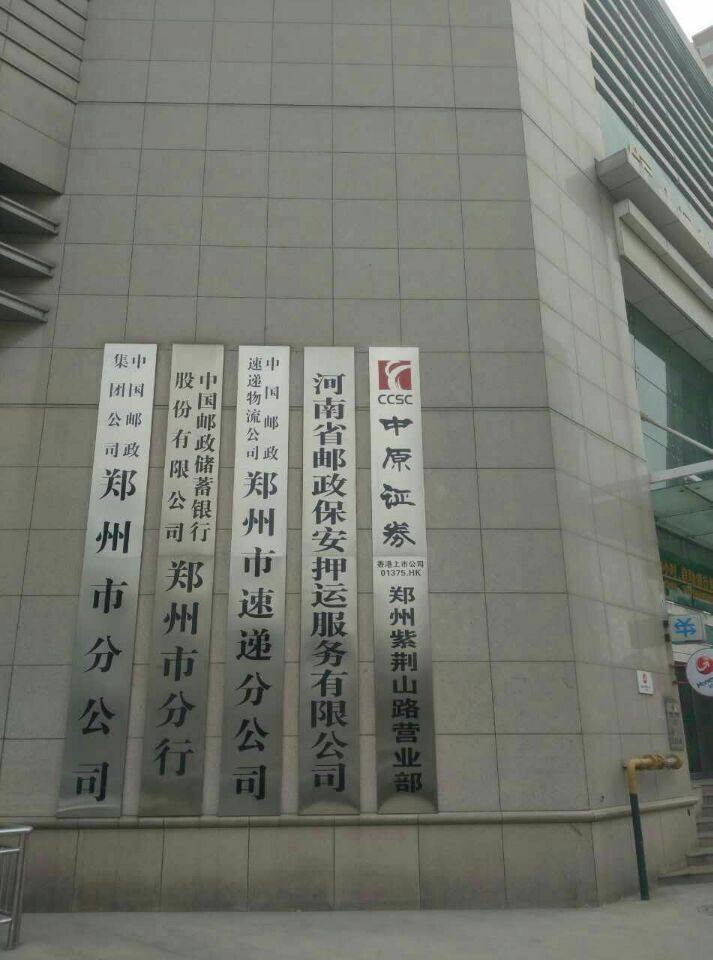 中国邮政
集团公司
郑州市分公司
中国邮政储蓄银行
股份有限公司
郑州市分行
中国邮政
速递物流公司
郑州市速递分公司
河南省邮政保安押运服务有限公司
CCSC
中原证券
香港上市公司
01375.HK
郑州紫荆山路营业部